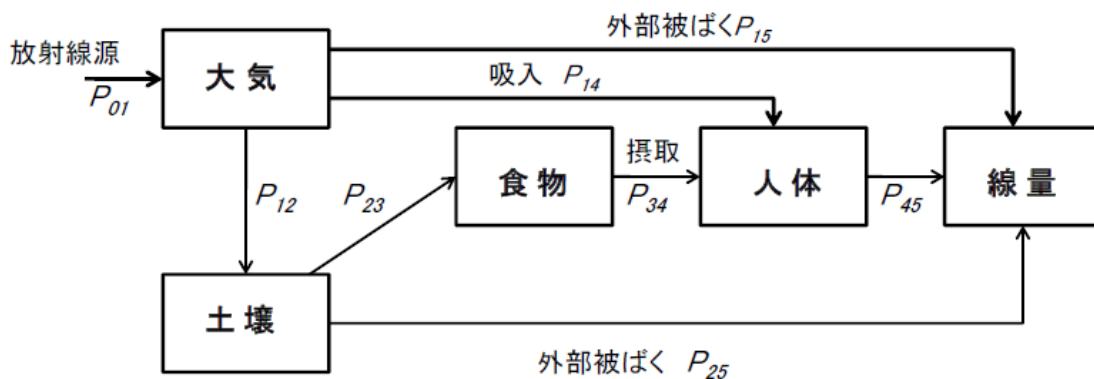 外部被ばくP15
放射線源
大気
吸入 P14
P01
摂取
食物
人体
線量
P12
P23
P34
P45
土壌
外部被ばく P25